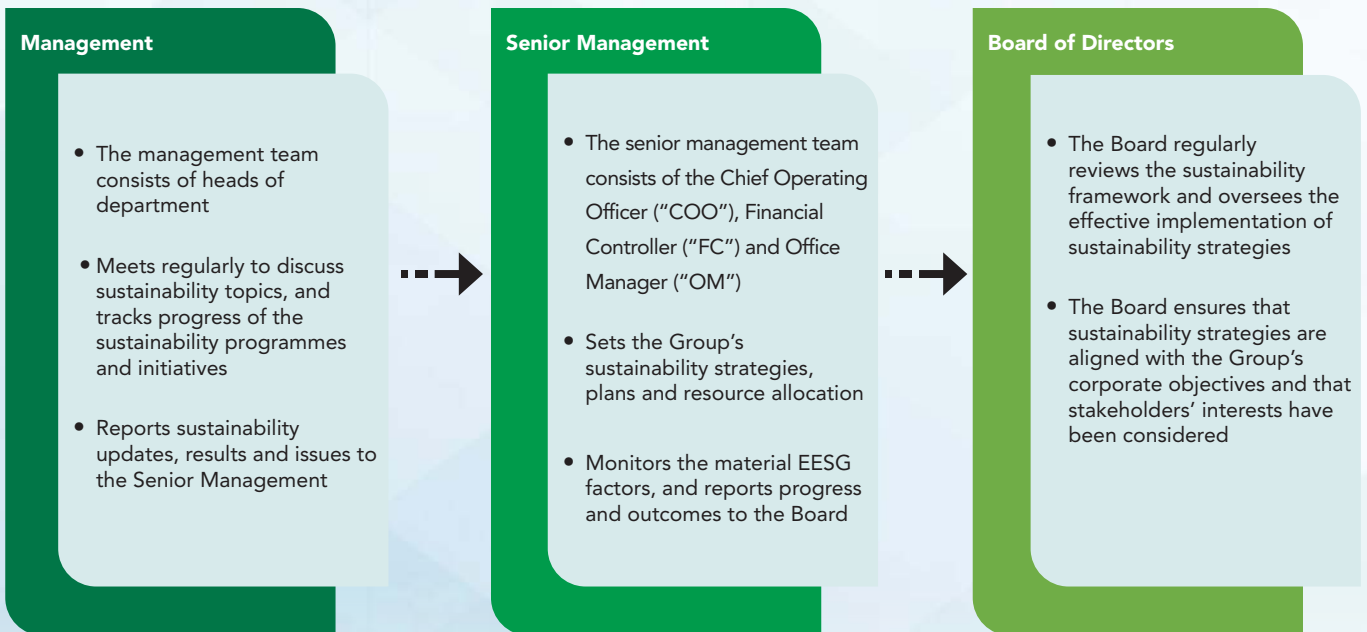 Management
• The management team
consists of heads of
department
• Meets regularly to discuss
sustainability topics, and
tracks progress of the
sustainability programmes
and initiatives
• Reports sustainability
updates, results and issues to
the Senior Management
Senior Management
• The senior management team
consists of the Chief Operating
Officer (“COO”), Financial
Controller (“FC”) and Office
Manager (“OM”)
• Sets the Group’s
sustainability strategies,
plans and resource allocation
• Monitors the material EESG
factors, and reports progress
and outcomes to the Board
Board of Directors
• The Board regularly
reviews the sustainability
framework and oversees the
effective implementation of
sustainability strategies
• The Board ensures that
sustainability strategies are
aligned with the Group’s
corporate objectives and that
stakeholders’ interests have
been considered